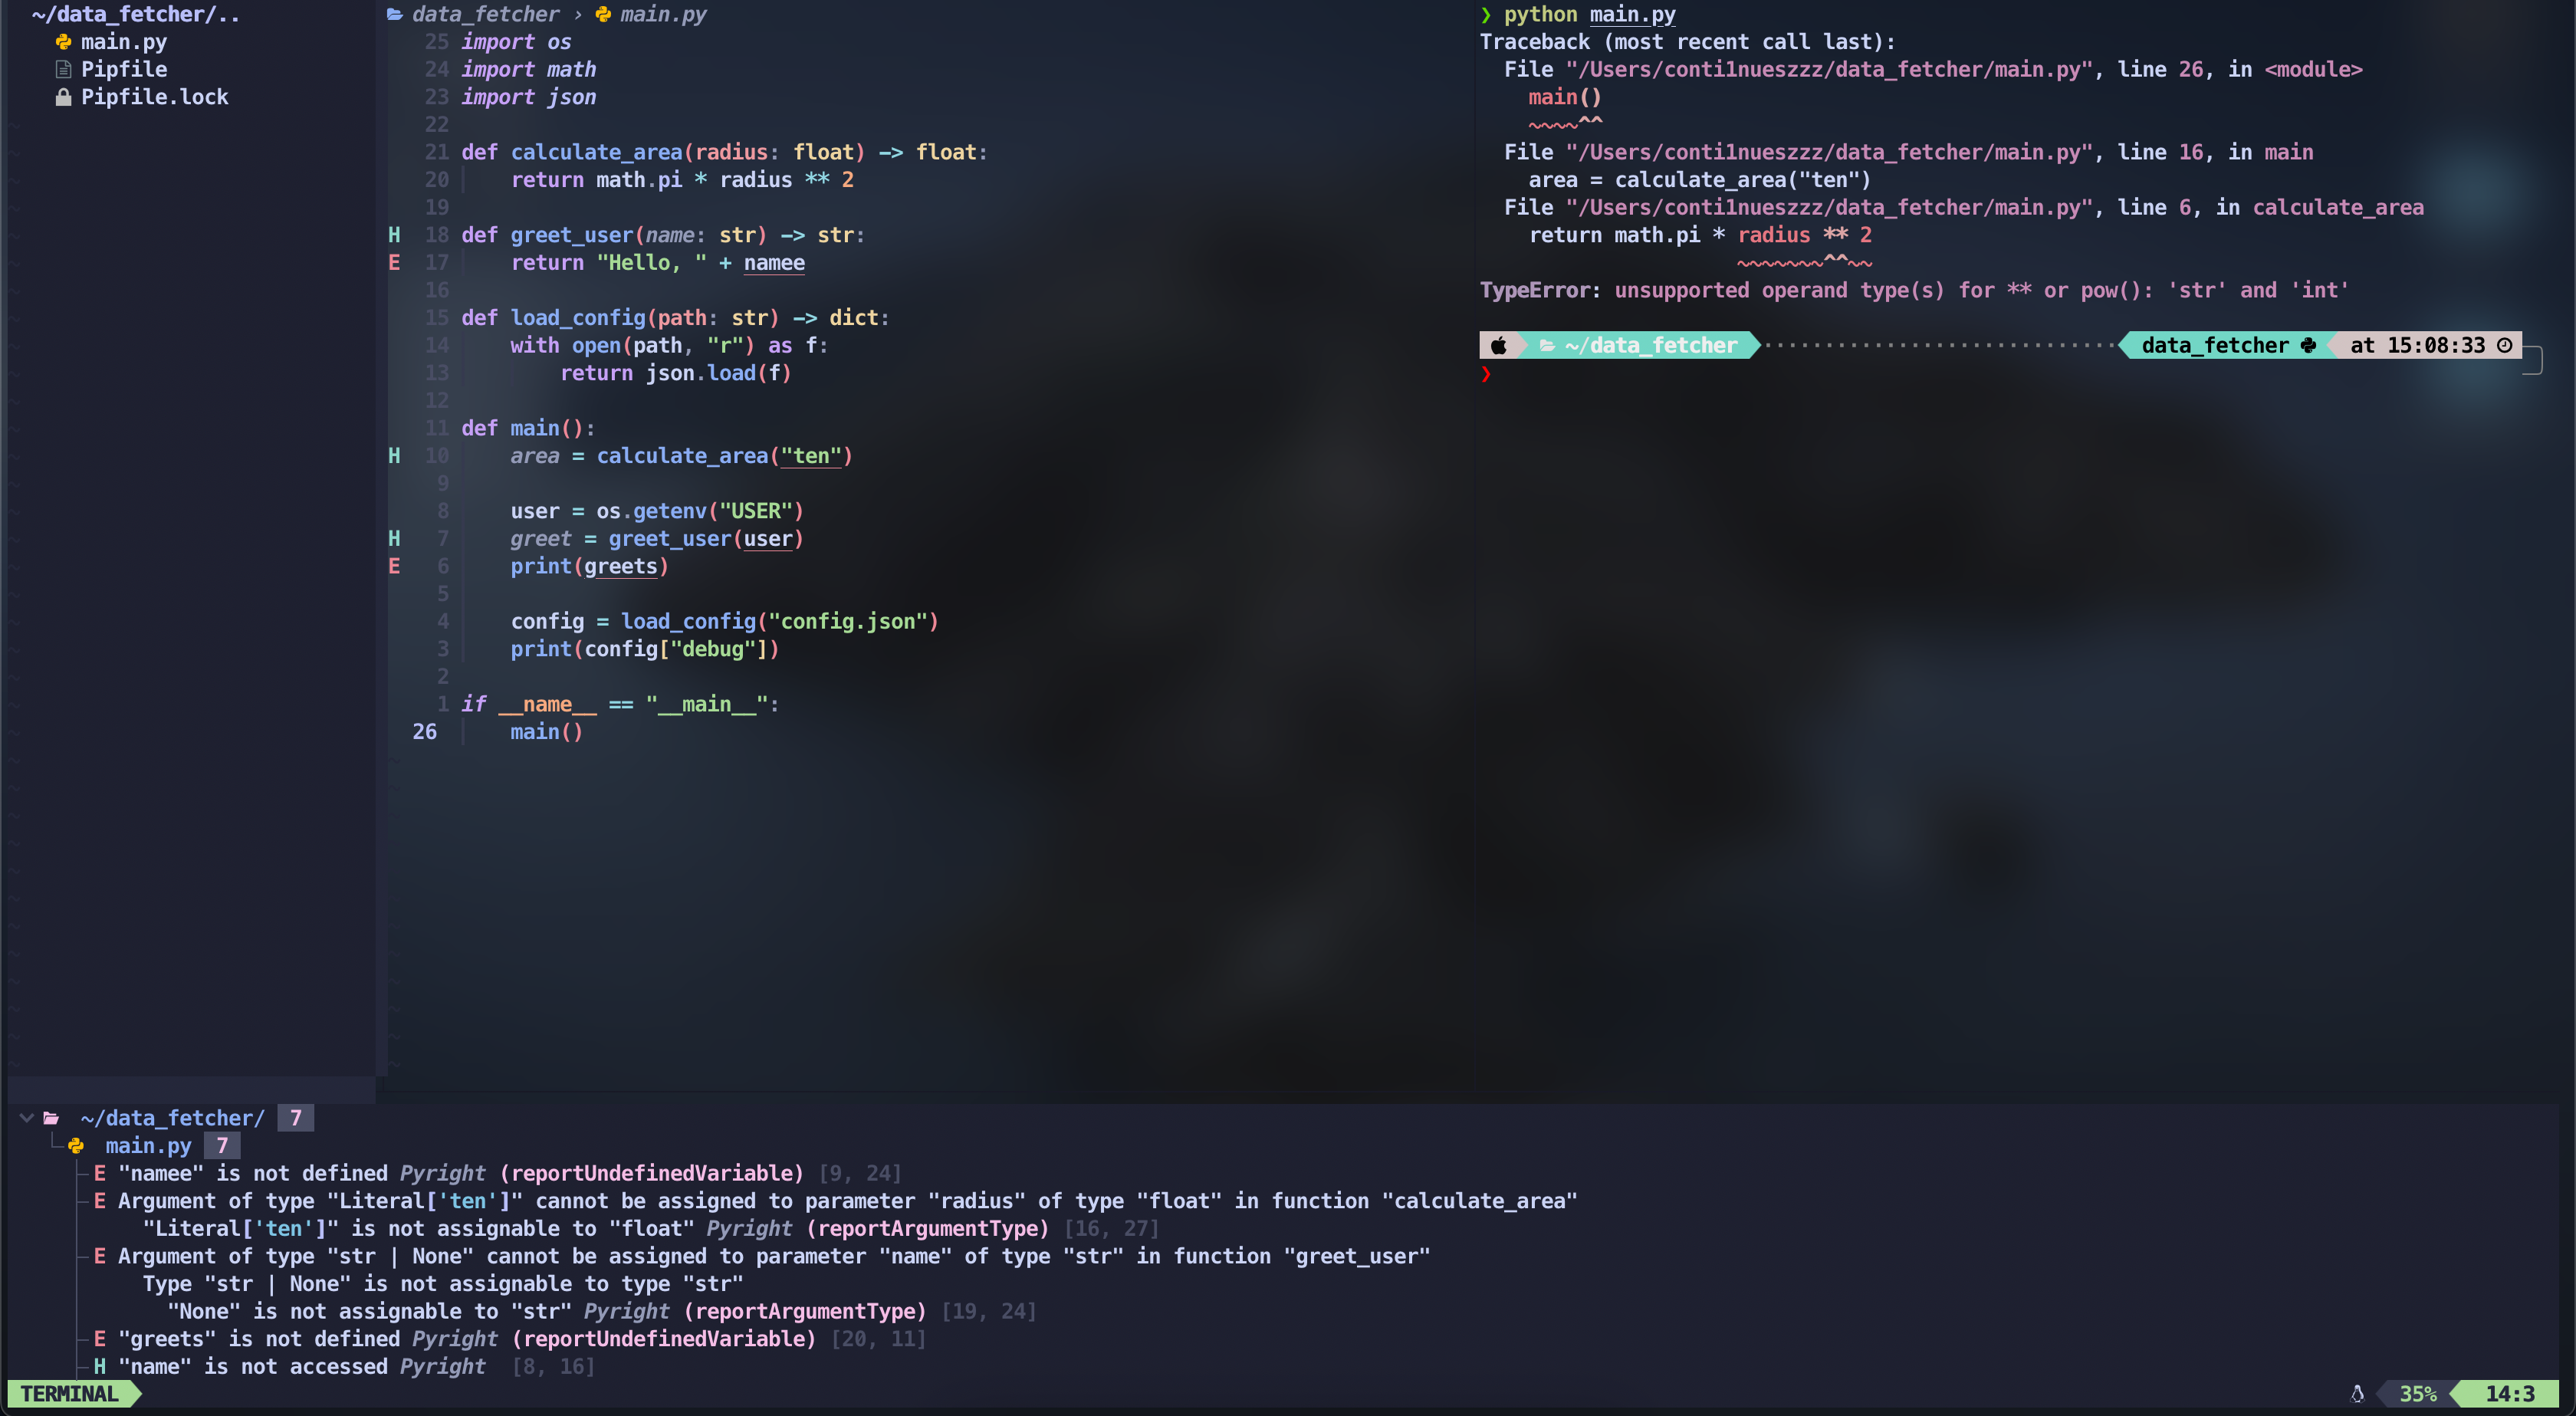 ~/data_fetcher/..
main.py
Pipfile
Pipfile.lock
data_fetcher › main.py
25 import os
24 import math
23 import json
22
21 def calculate_area(radius: float) -> float:
20     return math.pi * radius ** 2
19
H 18 def greet_user(name: str) -> str:
E 17     return "Hello, " + namee
16
15 def load_config(path: str) -> dict:
14     with open(path, "r") as f:
13         return json.load(f)
12
11 def main():
H 10     area = calculate_area("ten")
9
8     user = os.getenv("USER")
H 7     greet = greet_user(user)
E 6     print(greets)
5
4     config = load_config("config.json")
3     print(config["debug"])
2
1 if __name__ == "__main__":
26     main()
❯ python main.py
Traceback (most recent call last):
  File "/Users/conti1nueszzz/data_fetcher/main.py", line 26, in <module>
    main()
    ~~~~^^
  File "/Users/conti1nueszzz/data_fetcher/main.py", line 16, in main
    area = calculate_area("ten")
  File "/Users/conti1nueszzz/data_fetcher/main.py", line 6, in calculate_area
    return math.pi * radius ** 2
                     ~~~~~~~^^~~
TypeError: unsupported operand type(s) for ** or pow(): 'str' and 'int'
~/data_fetcher ····························· data_fetcher at 15:08:33
❯
~/data_fetcher/ 7
main.py 7
E "namee" is not defined Pyright (reportUndefinedVariable) [9, 24]
E Argument of type "Literal['ten']" cannot be assigned to parameter "radius" of type "float" in function "calculate_area"
"Literal['ten']" is not assignable to "float" Pyright (reportArgumentType) [16, 27]
E Argument of type "str | None" cannot be assigned to parameter "name" of type "str" in function "greet_user"
Type "str | None" is not assignable to type "str"
"None" is not assignable to "str" Pyright (reportArgumentType) [19, 24]
E "greets" is not defined Pyright (reportUndefinedVariable) [20, 11]
H "name" is not accessed Pyright [8, 16]
TERMINAL 35% 14:3